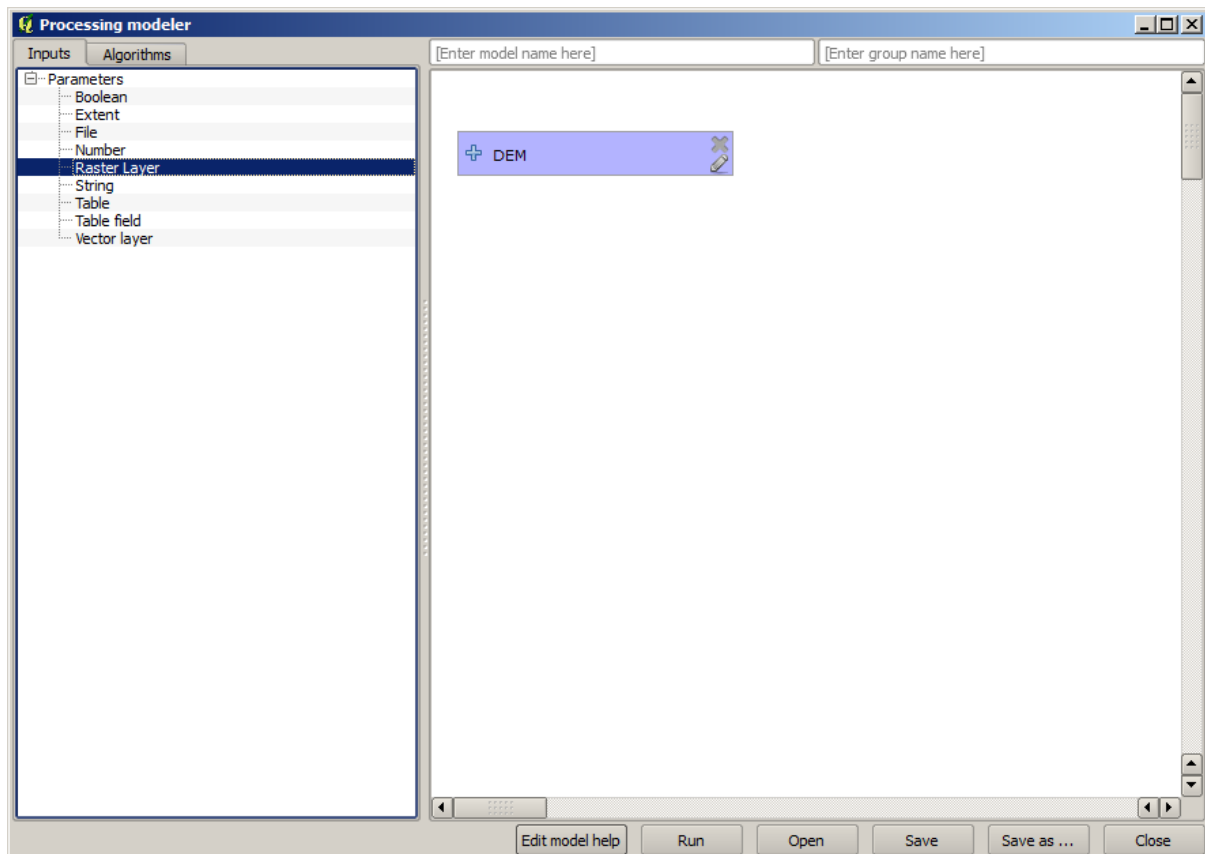 Processing modeler
Inputs Algorithms
[Enter model name here] [Enter group name here]
Parameters
Boolean
Extent
File
Number
Raster Layer
String
Table
Table field
Vector layer
DEM
Edit model help Run Open Save Save as ... Close